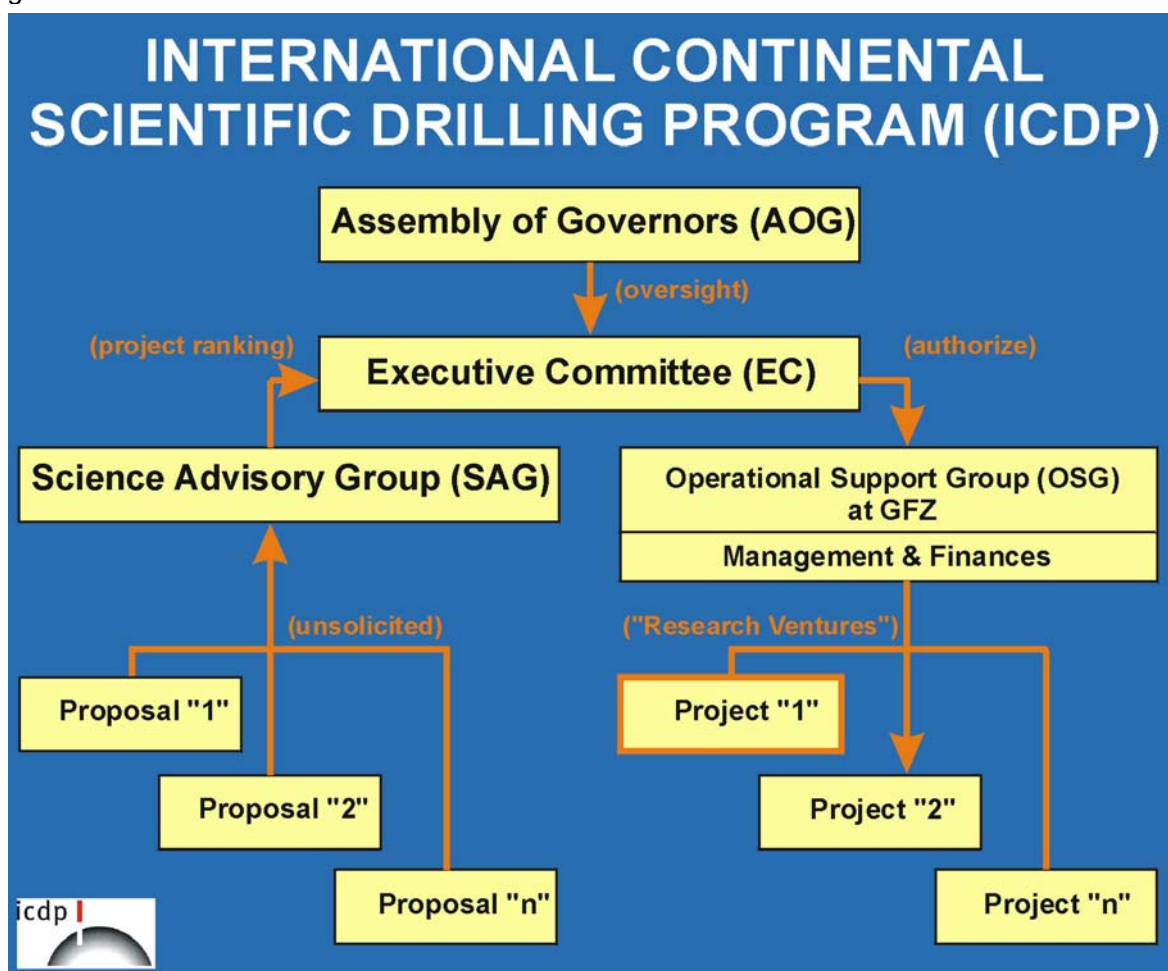 INTERNATIONAL CONTINENTAL
SCIENTIFIC DRILLING PROGRAM (ICDP)
Assembly of Governors (AOG)
(oversight)
(project ranking)
Executive Committee (EC)
(authorize)
Science Advisory Group (SAG)
Operational Support Group (OSG)
at GFZ
Management & Finances
(unsolicited)
("Research Ventures")
Proposal "1"
Project "1"
Proposal "2"
Project "2"
Proposal "n"
Project "n"
icdp